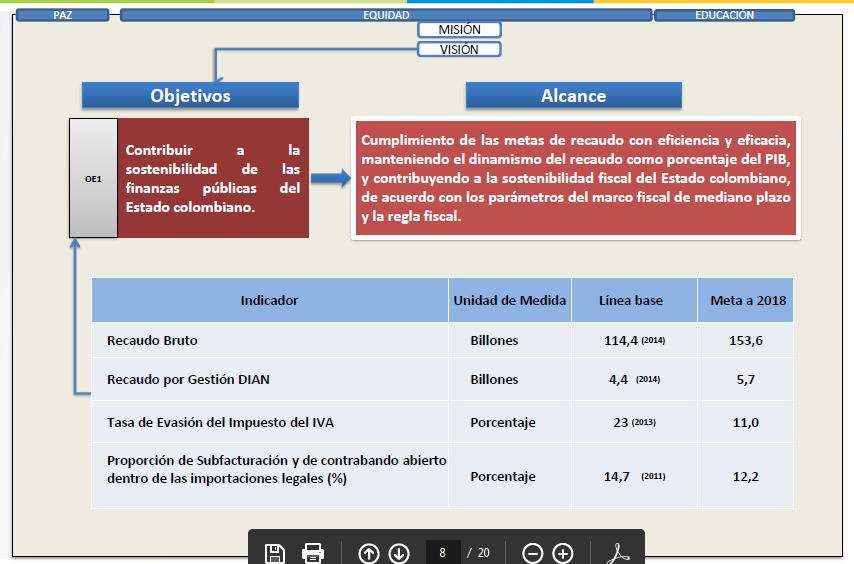 PAZ
EQUIDAD
EDUCACIÓN
MISIÓN
VISIÓN
Objetivos
Alcance
OE1
Contribuir a la
sostenibilidad de las
finanzas públicas del
Estado colombiano.
Cumplimiento de las metas de recaudo con eficiencia y eficacia,
manteniendo el dinamismo del recaudo como porcentaje del PIB,
y contribuyendo a la sostenibilidad fiscal del Estado colombiano,
de acuerdo con los parámetros del marco fiscal de mediano plazo
y la regla fiscal.
Indicador Unidad de Medida Línea base Meta a 2018
Recaudo Bruto Billones 114,4 (2014) 153,6
Recaudo por Gestión DIAN Billones 4,4 (2014) 5,7
Tasa de Evasión del Impuesto del IVA Porcentaje 23 (2013) 11,0
Proporción de Subfacturación y de contrabando abierto
dentro de las importaciones legales (%) Porcentaje 14,7 (2011) 12,2
8 / 20